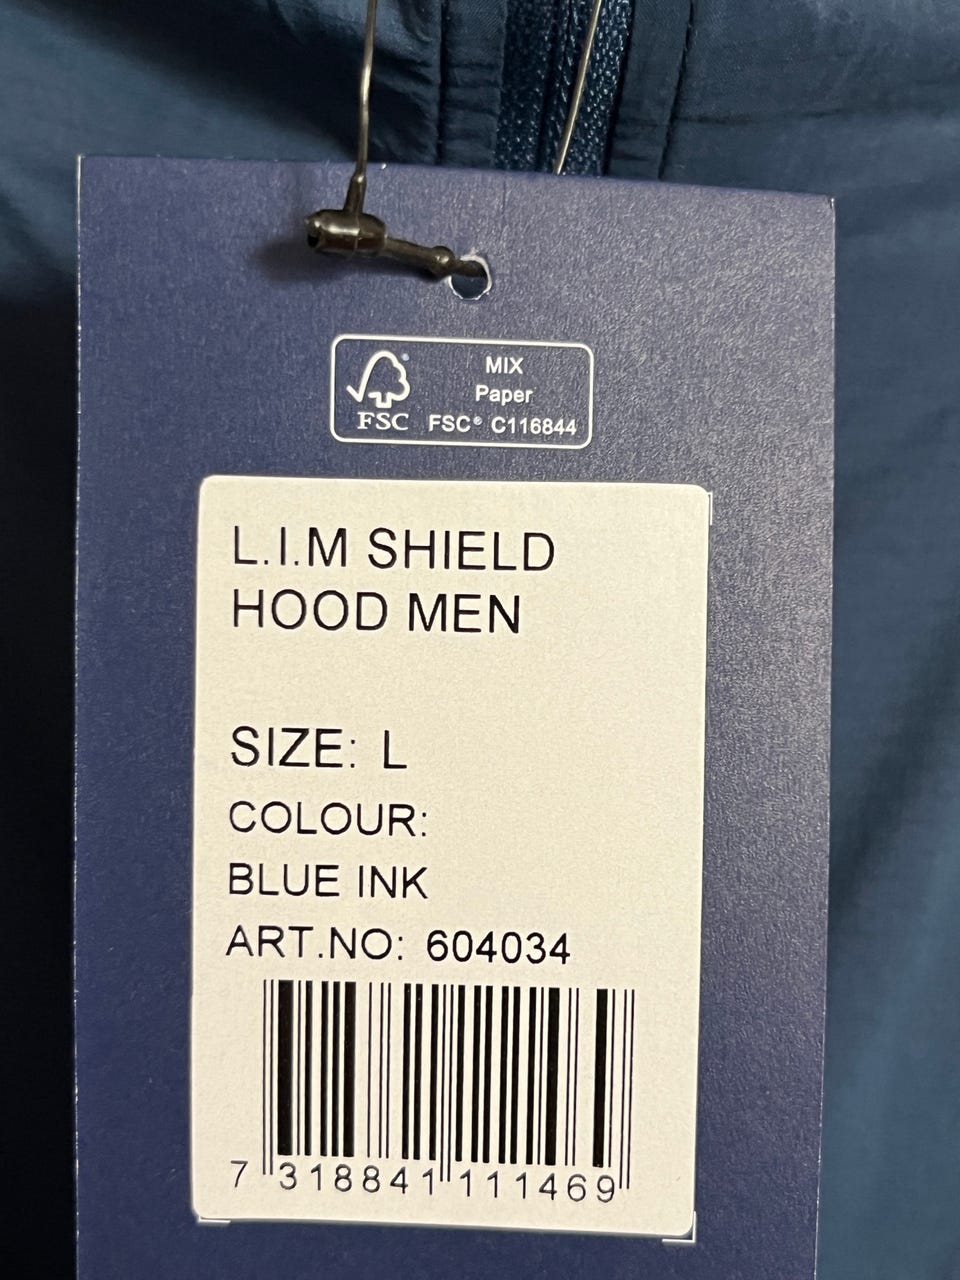 MIX
Paper
FSC FSC® C116844
L.I.M SHIELD
HOOD MEN
SIZE: L
COLOUR:
BLUE INK
ART.NO: 604034
7 318841 111469